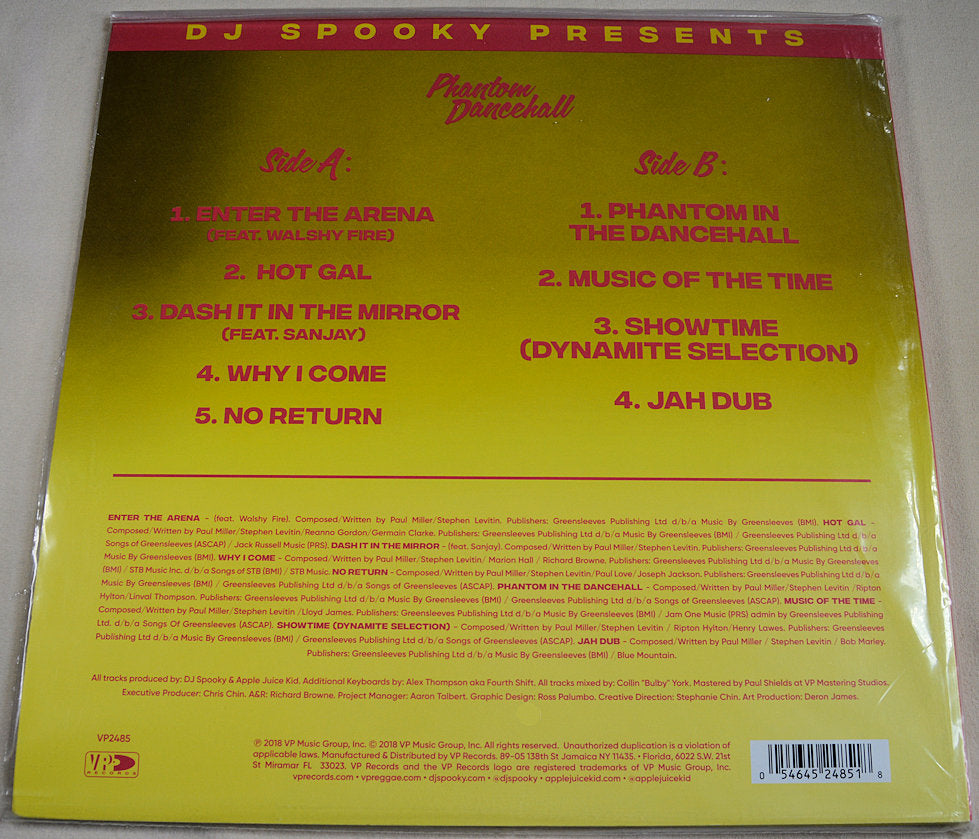 DJ SPOOKY PRESENTS
Phantom
Dancehall
Side A:
1. ENTER THE ARENA
(FEAT. WALSHY FIRE)
2. HOT GAL
3. DASH IT IN THE MIRROR
(FEAT. SANJAY)
4. WHY I COME
5. NO RETURN
Side B:
1. PHANTOM IN
THE DANCEHALL
2. MUSIC OF THE TIME
3. SHOWTIME
(DYNAMITE SELECTION)
4. JAH DUB
ENTER THE ARENA - (feat. Walshy Fire). Composed/Written by Paul Miller/Stephen Levitin. Publishers: Greensleeves Publishing Ltd d/b/a Music By Greensleeves (BMI). HOT GAL -
Composed/Written by Paul Miller/Stephen Levitin/Reanna Gordon/Germain Clarke. Publishers: Greensleeves Publishing Ltd d/b/a Music By Greensleeves (BMI) / Greensleeves Publishing Ltd d/b/a
Songs of Greensleeves (ASCAP) / Jack Russell Music (PRS). DASH IT IN THE MIRROR - (feat. Sanjay). Composed/Written by Paul Miller/Stephen Levitin. Publishers: Greensleeves Publishing Ltd d/b/a
Music By Greensleeves (BMI). WHY I COME - Composed/Written by Paul Miller/Stephen Levitin/ Marion Hall / Richard Browne. Publishers: Greensleeves Publishing Ltd d/b/a Music By Greensleeves
(BMI) / STB Music Inc. d/b/a Songs of STB (BMI) / STB Music. NO RETURN - Composed/Written by Paul Miller/Stephen Levitin/Paul Love/Joseph Jackson. Publishers: Greensleeves Publishing Ltd d/b/a
Music By Greensleeves (BMI) / Greensleeves Publishing Ltd d/b/a Songs of Greensleeves (ASCAP). PHANTOM IN THE DANCEHALL - Composed/Written by Paul Miller/Stephen Levitin / Ripton
Hylton/Linval Thompson. Publishers: Greensleeves Publishing Ltd d/b/a Music By Greensleeves (BMI) / Greensleeves Publishing Ltd d/b/a Songs of Greensleeves (ASCAP). MUSIC OF THE TIME -
Composed/Written by Paul Miller/Stephen Levitin /Lloyd James. Publishers: Greensleeves Publishing Ltd d/b/a Music By Greensleeves (BMI) / Jam One Music (PRS) admin by Greensleeves Publishing
Ltd. d/b/a Songs Of Greensleeves (ASCAP). SHOWTIME (DYNAMITE SELECTION) - Composed/Written by Paul Miller/Stephen Levitin / Ripton Hylton/Henry Lawes. Publishers: Greensleeves
Publishing Ltd d/b/a Music By Greensleeves (BMI) / Greensleeves Publishing Ltd d/b/a Songs of Greensleeves (ASCAP). JAH DUB - Composed/Written by Paul Miller / Stephen Levitin / Bob Marley.
Publishers: Greensleeves Publishing Ltd d/b/a Music By Greensleeves (BMI) / Blue Mountain.
All tracks produced by: DJ Spooky & Apple Juice Kid. Additional Keyboards by: Alex Thompson aka Fourth Shift. All tracks mixed by: Collin "Bulby" York. Mastered by Paul Shields at VP Mastering Studios.
Executive Producer: Chris Chin. A&R: Richard Browne. Project Manager: Aaron Talbert. Graphic Design: Ross Palumbo. Creative Direction: Stephanie Chin. Art Production: Deron James.
VP2485
VP
RECORDS
℗ 2018 VP Music Group, Inc. © 2018 VP Music Group, Inc. All rights reserved. Unauthorized duplication is a violation of
applicable laws. Manufactured & Distributed by VP Records. 89-05 138th St Jamaica NY 11435. • Florida, 6022 S.W. 21st
St Miramar FL 33023. VP Records and the VP Records logo are registered trademarks of VP Music Group, Inc.
vprecords.com • vpreggae.com • djspooky.com • @djspooky • applejuicekid.com • @applejuicekid
0 54645 24851 8